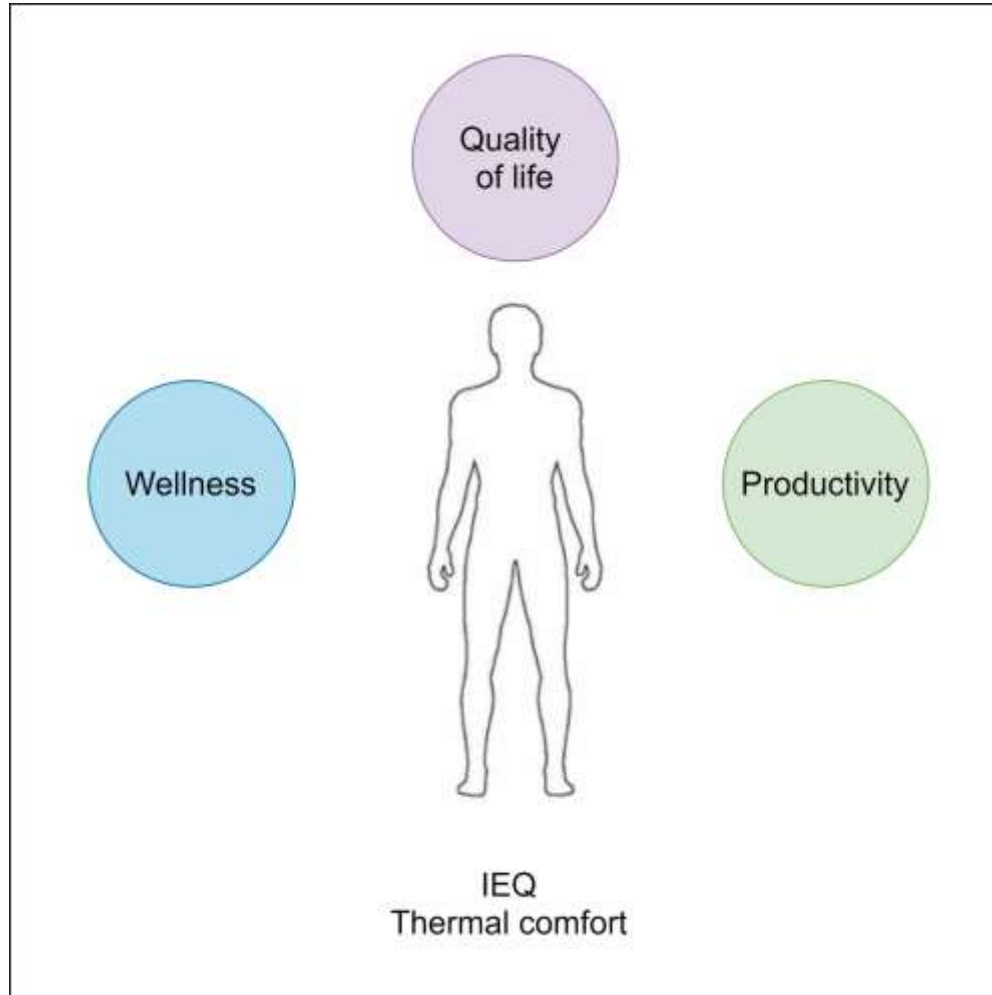 Quality
of life
Wellness
Productivity
IEQ
Thermal comfort